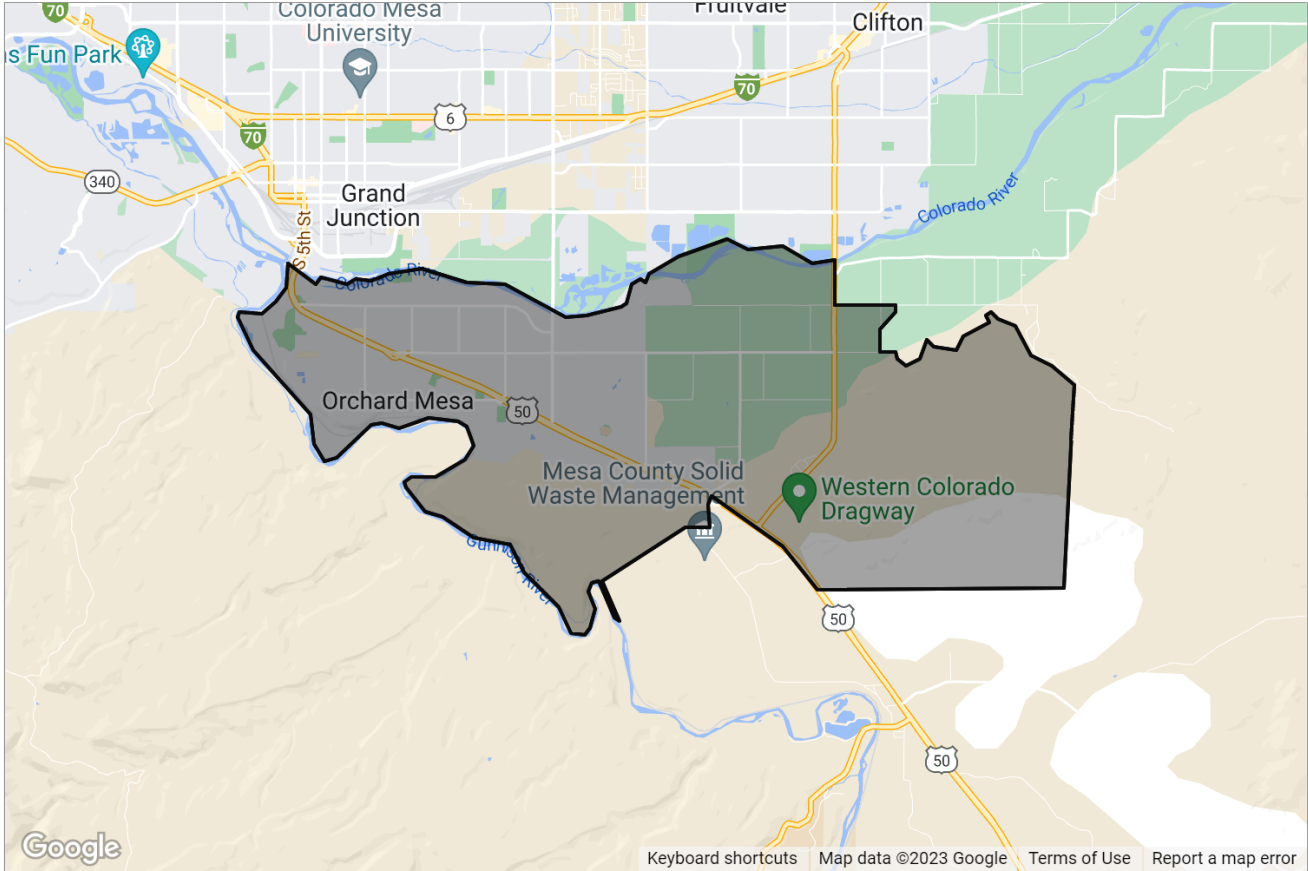 70
Colorado Mesa
University
Fruitvale
Clifton
s Fun Park
70
6
70
340
Grand
Junction
S 5th St
Colorado River
Colorado River
Orchard Mesa
50
Mesa County Solid
Waste Management
Western Colorado
Dragway
Gunnison River
50
50
Google
Keyboard shortcuts
Map data ©2023 Google
Terms of Use
Report a map error